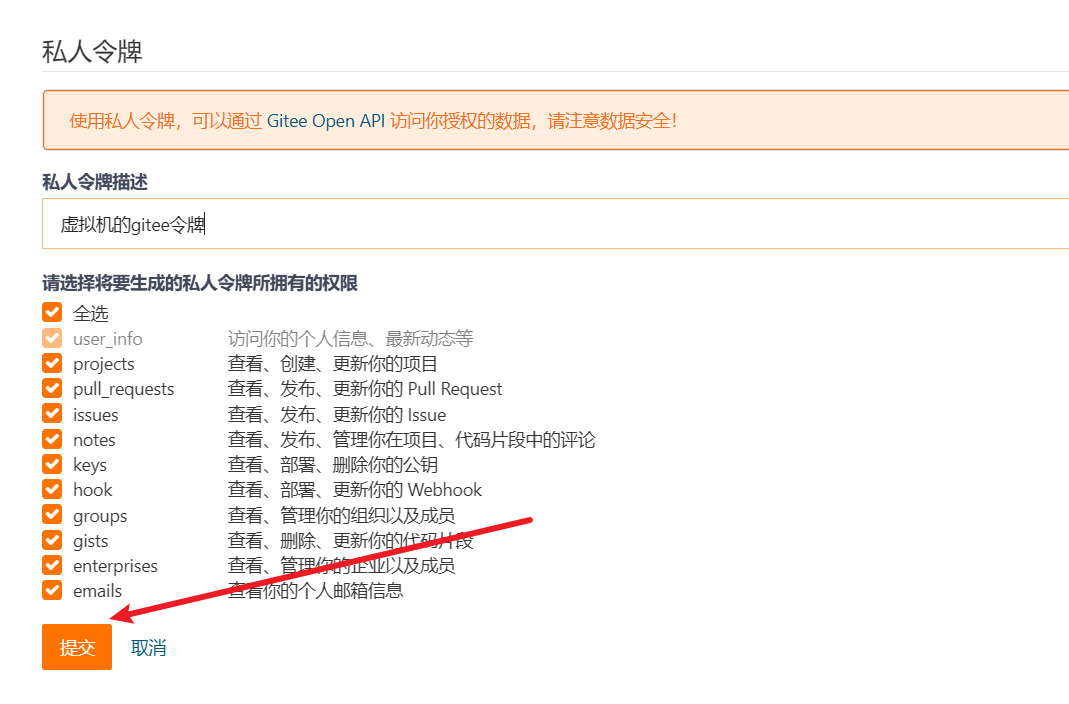 私人令牌
使用私人令牌，可以通过 Gitee Open API 访问你授权的数据，请注意数据安全！
私人令牌描述
虚拟机的gitee令牌
请选择将要生成的私人令牌所拥有的权限
全选
user_info 访问你的个人信息、最新动态等
projects 查看、创建、更新你的项目
pull_requests 查看、发布、更新你的 Pull Request
issues 查看、发布、更新你的 Issue
notes 查看、发布、管理你在项目、代码片段中的评论
keys 查看、部署、删除你的公钥
hook 查看、部署、更新你的 Webhook
groups 查看、管理你的组织以及成员
gists 查看、删除、更新你的代码片段
enterprises 查看、管理你的企业以及成员
emails 查看你的个人邮箱信息
提交 取消